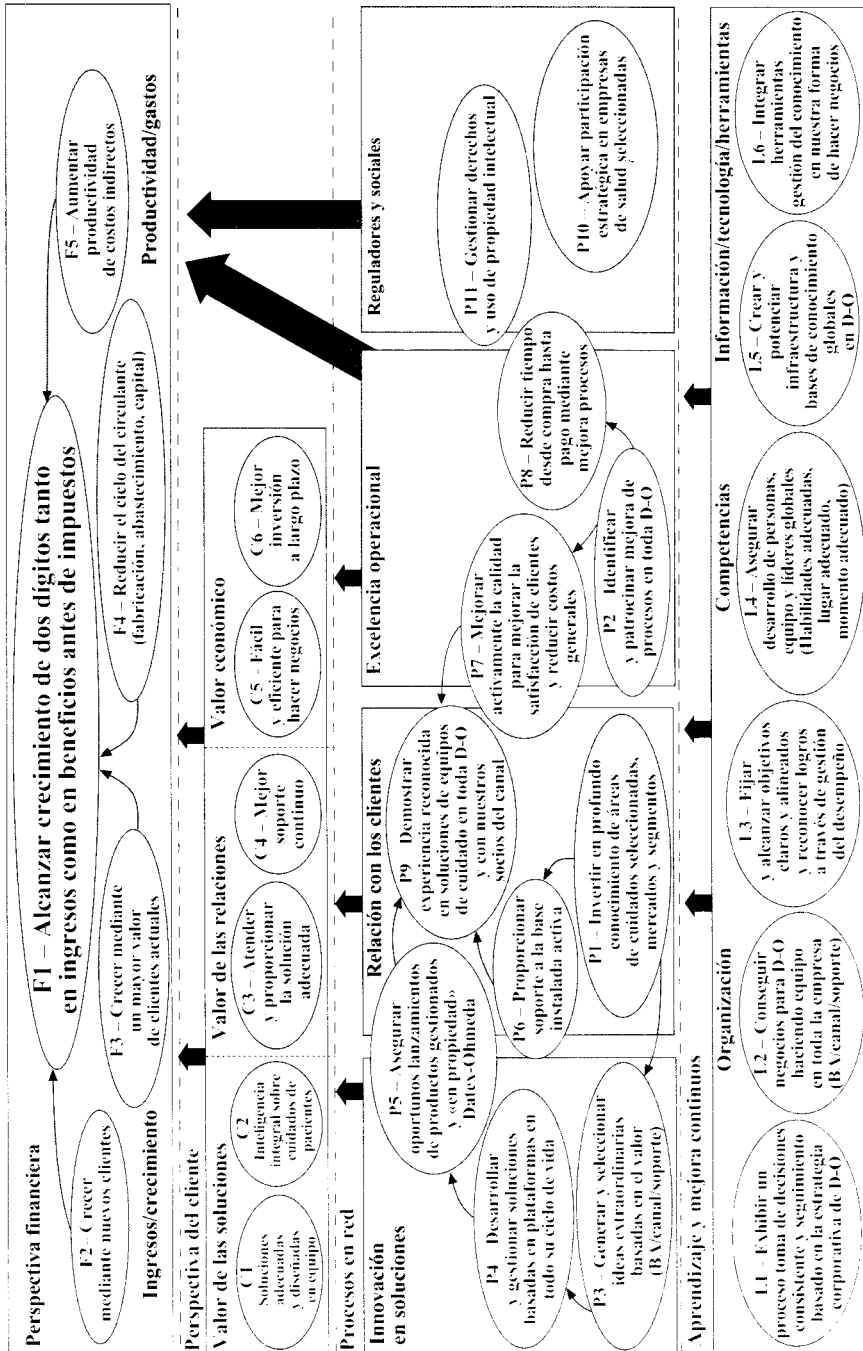 Perspectiva financiera
F1 – Alcanzar crecimiento de dos dígitos tanto
en ingresos como en beneficios antes de impuestos
F2 – Crecer
mediante nuevos clientes
F3 – Crecer mediante
un mayor valor
de clientes actuales
F4 – Reducir el ciclo del circulante
(fabricación, abastecimiento, capital)
F5 – Aumentar
productividad
de costos indirectos
Ingresos/crecimiento
Productividad/gastos
Perspectiva del cliente
Valor de las soluciones
Valor de las relaciones
Valor económico
C1
Soluciones
adecuadas
y diseñadas
en equipo
C2
Inteligencia
integral sobre
cuidados de
pacientes
C3 – Atender
y proporcionar
la solución
adecuada
C4 – Mejor
soporte
continuo
C5 – Fácil
y eficiente para
hacer negocios
C6 – Mejor
inversión
a largo plazo
Procesos en red
Innovación
en soluciones
P5 – Asegurar
oportunos lanzamientos
de productos gestionados
y «en propiedad»
Datex-Ohmeda
P4 – Desarrollar
y gestionar soluciones
basadas en plataformas en
todo su ciclo de vida
P3 – Generar y seleccionar
ideas extraordinarias
basadas en el valor
(BV/canal/soporte)
Relación con los clientes
P9 – Demostrar
experiencia reconocida
en soluciones de equipos
de cuidado en toda D-O
y con nuestros
socios del canal
P6 – Proporcionar
soporte a la base
instalada activa
P1 – Invertir en profundo
conocimiento de áreas
de cuidados seleccionadas,
mercados y segmentos
Excelencia operacional
P7 – Mejorar
activamente la calidad
para mejorar la
satisfacción de clientes
y reducir costos
generales
P8 – Reducir tiempo
desde compra hasta
pago mediante
mejora procesos
P2 Identificar
y patrocinar mejora de
procesos en toda D-O
Reguladores y sociales
P11 – Gestionar derechos
y uso de propiedad intelectual
P10 – Apoyar participación
estratégica en empresas
de salud seleccionadas
Aprendizaje y mejora continuos
Organización
Competencias
Información/tecnología/herramientas
L1 – Exhibir un
proceso toma de decisiones
consistente y seguimiento
basado en la estrategia
corporativa de D-O
L2 – Conseguir
negocios para D-O
haciendo equipo
en toda la empresa
(BV/canal/soporte)
L3 – Fijar
y alcanzar objetivos
claros y alineados
y reconocer logros
a través de gestión
del desempeño
L4 – Asegurar
desarrollo de personas,
equipo y líderes globales
(Habilidades adecuadas,
lugar adecuado,
momento adecuado)
L5 – Crear y
potenciar
infraestructura y
bases de conocimiento
globales
en D-O
L6 – Integrar
herramientas
gestión del conocimiento
en nuestra forma
de hacer negocios